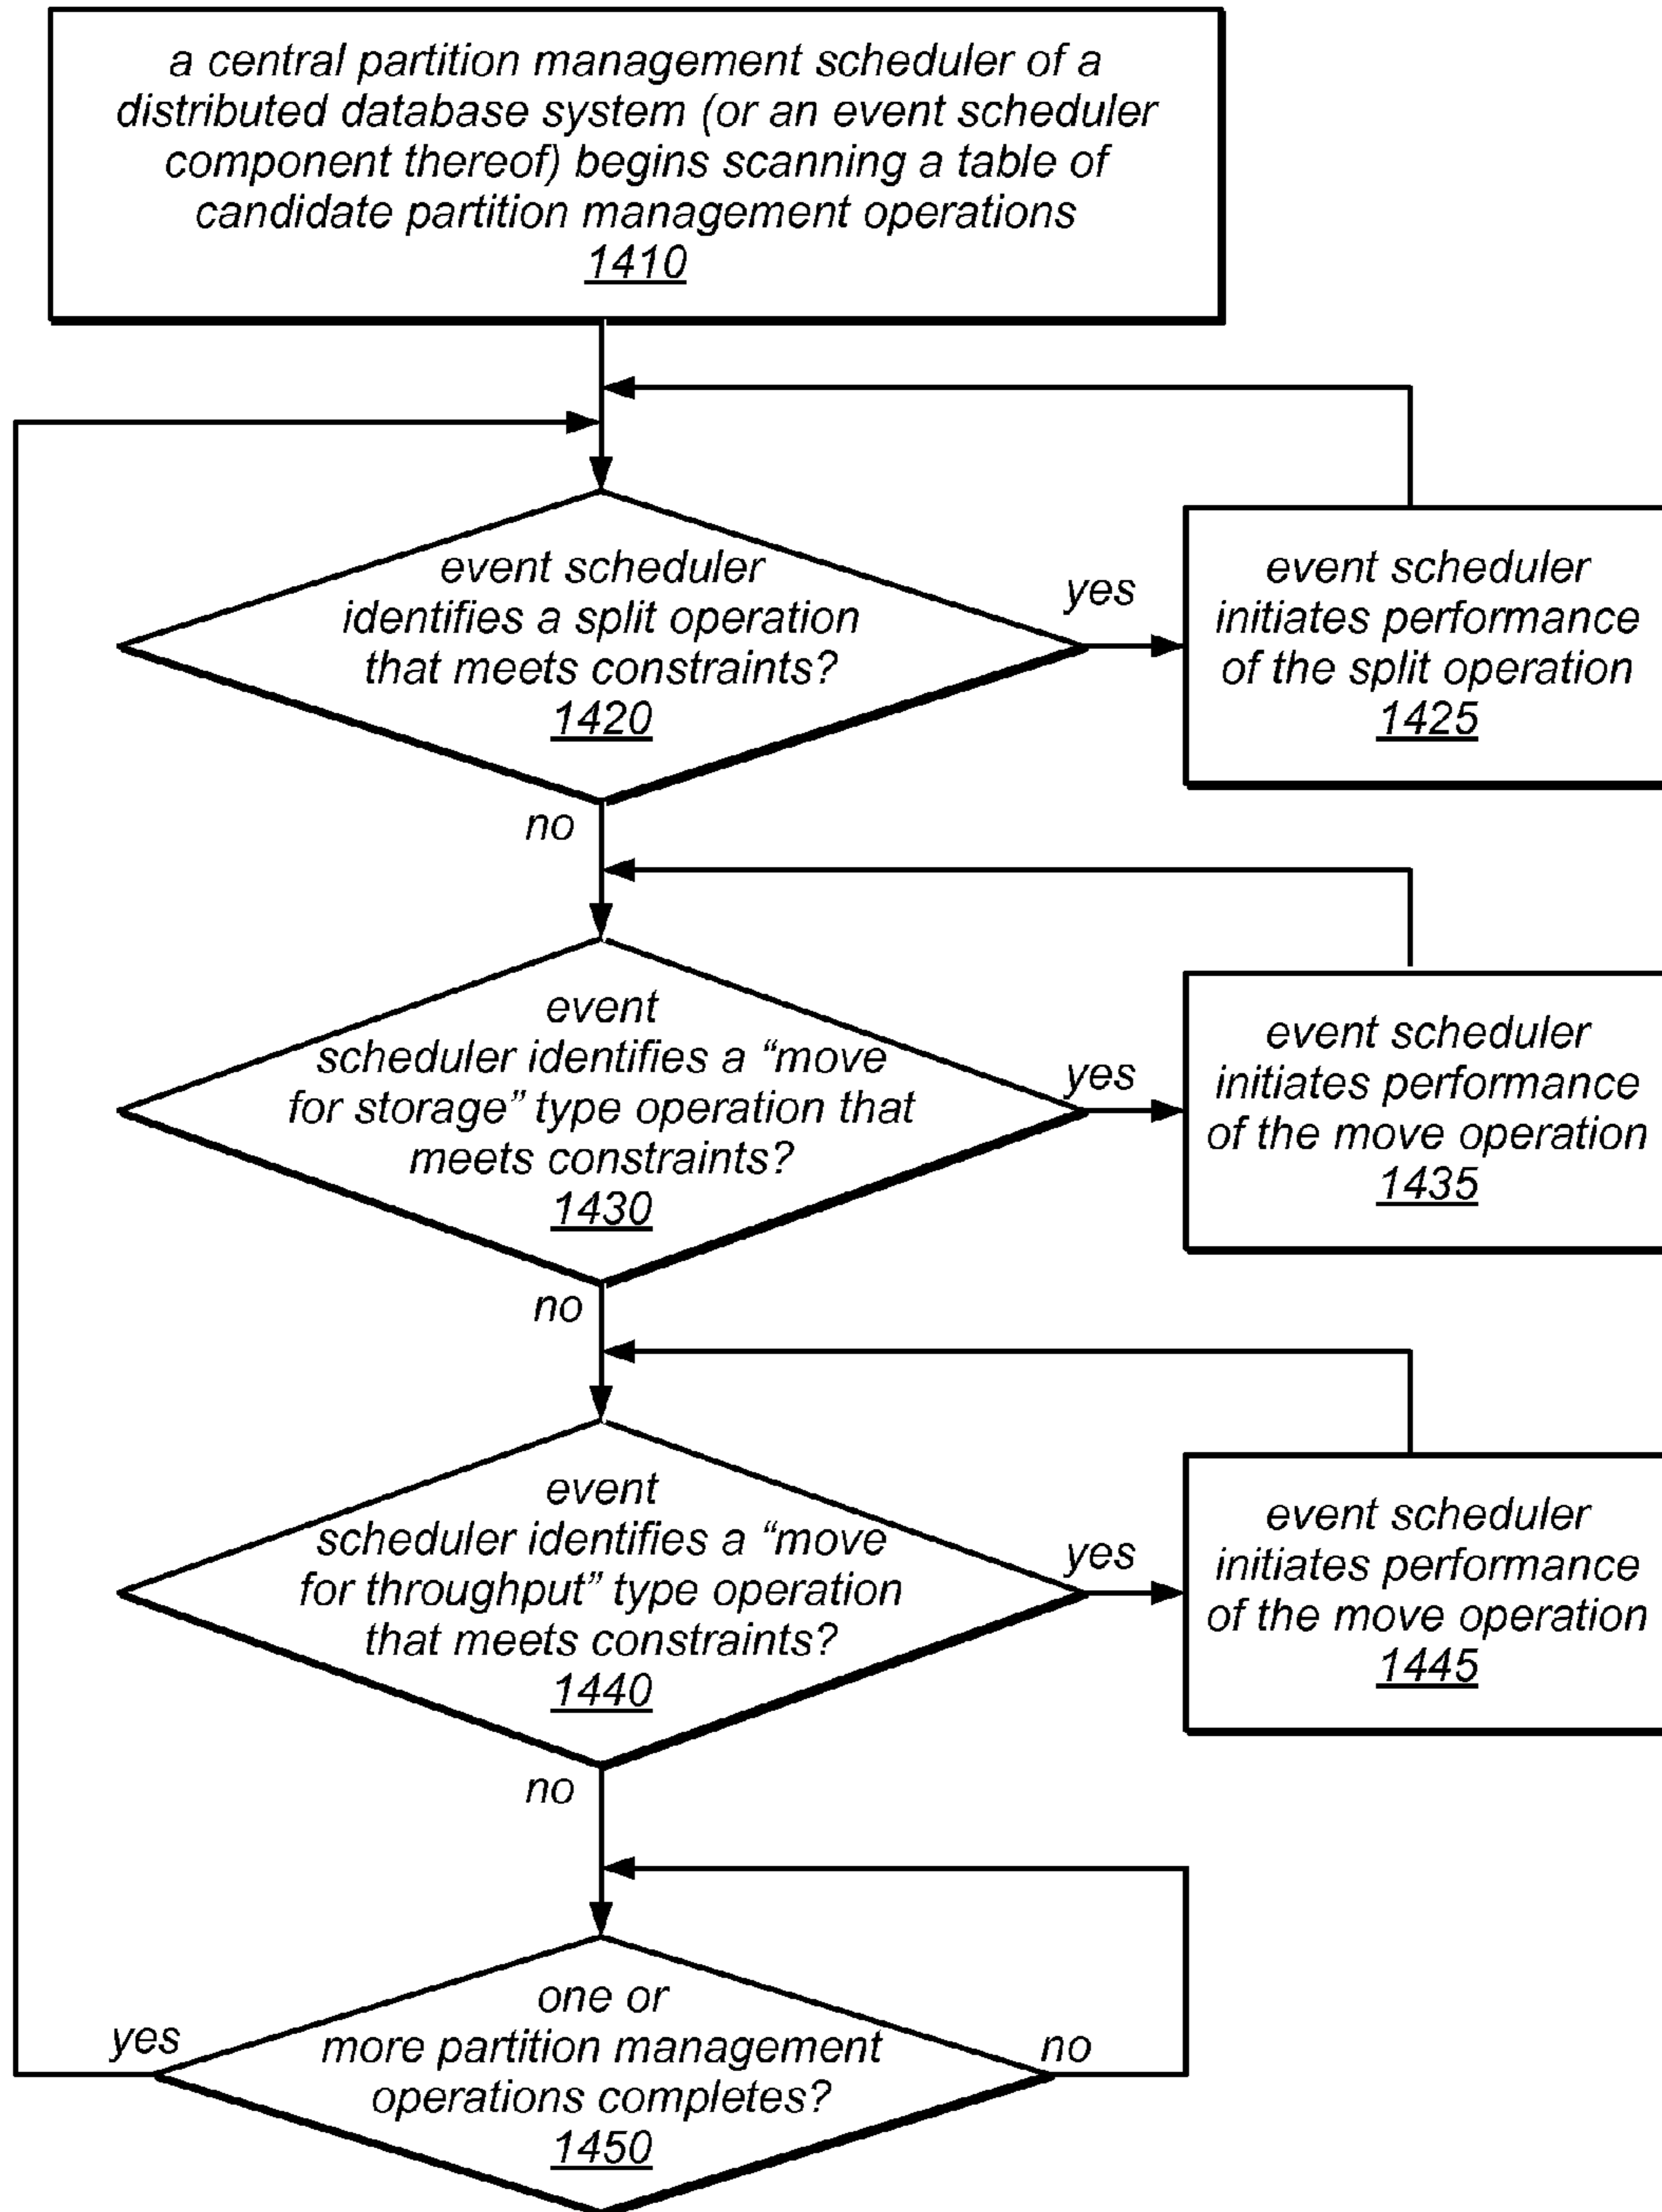 a central partition management scheduler of a
distributed database system (or an event scheduler
component thereof) begins scanning a table of
candidate partition management operations
1410
event scheduler
identifies a split operation
that meets constraints?
1420
yes
event scheduler
initiates performance
of the split operation
1425
no
event
scheduler identifies a “move
for storage” type operation that
meets constraints?
1430
yes
event scheduler
initiates performance
of the move operation
1435
no
event
scheduler identifies a “move
for throughput” type operation
that meets constraints?
1440
yes
event scheduler
initiates performance
of the move operation
1445
no
one or
more partition management
operations completes?
1450
yes
no